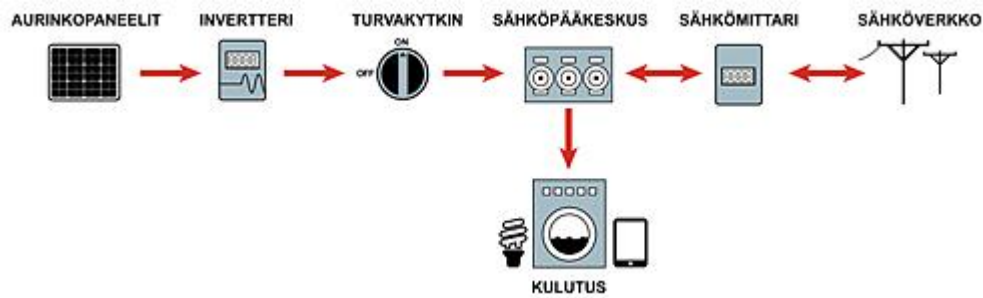 AURINKOPANEELIT
INVERTTERI
TURVAKYTKIN
SÄHKÖPÄÄKESKUS
SÄHKÖMITTARI
SÄHKÖVERKKO
ON
OFF
KULUTUS